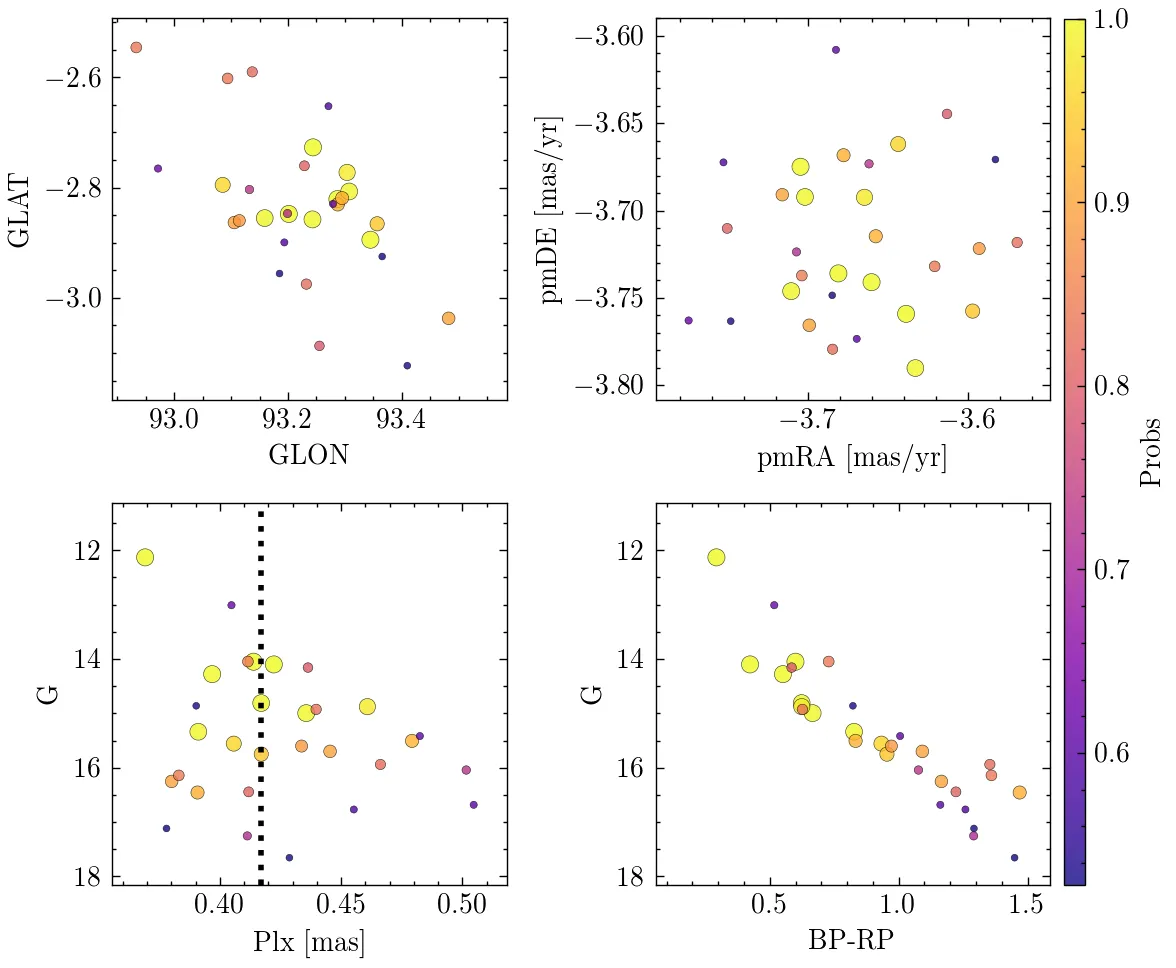 −2.6
−2.8
−3.0
GLAT
93.0 93.2 93.4
GLON
−3.60
−3.65
−3.70
−3.75
−3.80
pmDE [mas/yr]
−3.7 −3.6
pmRA [mas/yr]
12
14
16
18
G
0.40 0.45 0.50
Plx [mas]
12
14
16
18
G
0.5 1.0 1.5
BP-RP
1.0
0.9
0.8
0.7
0.6
Probs